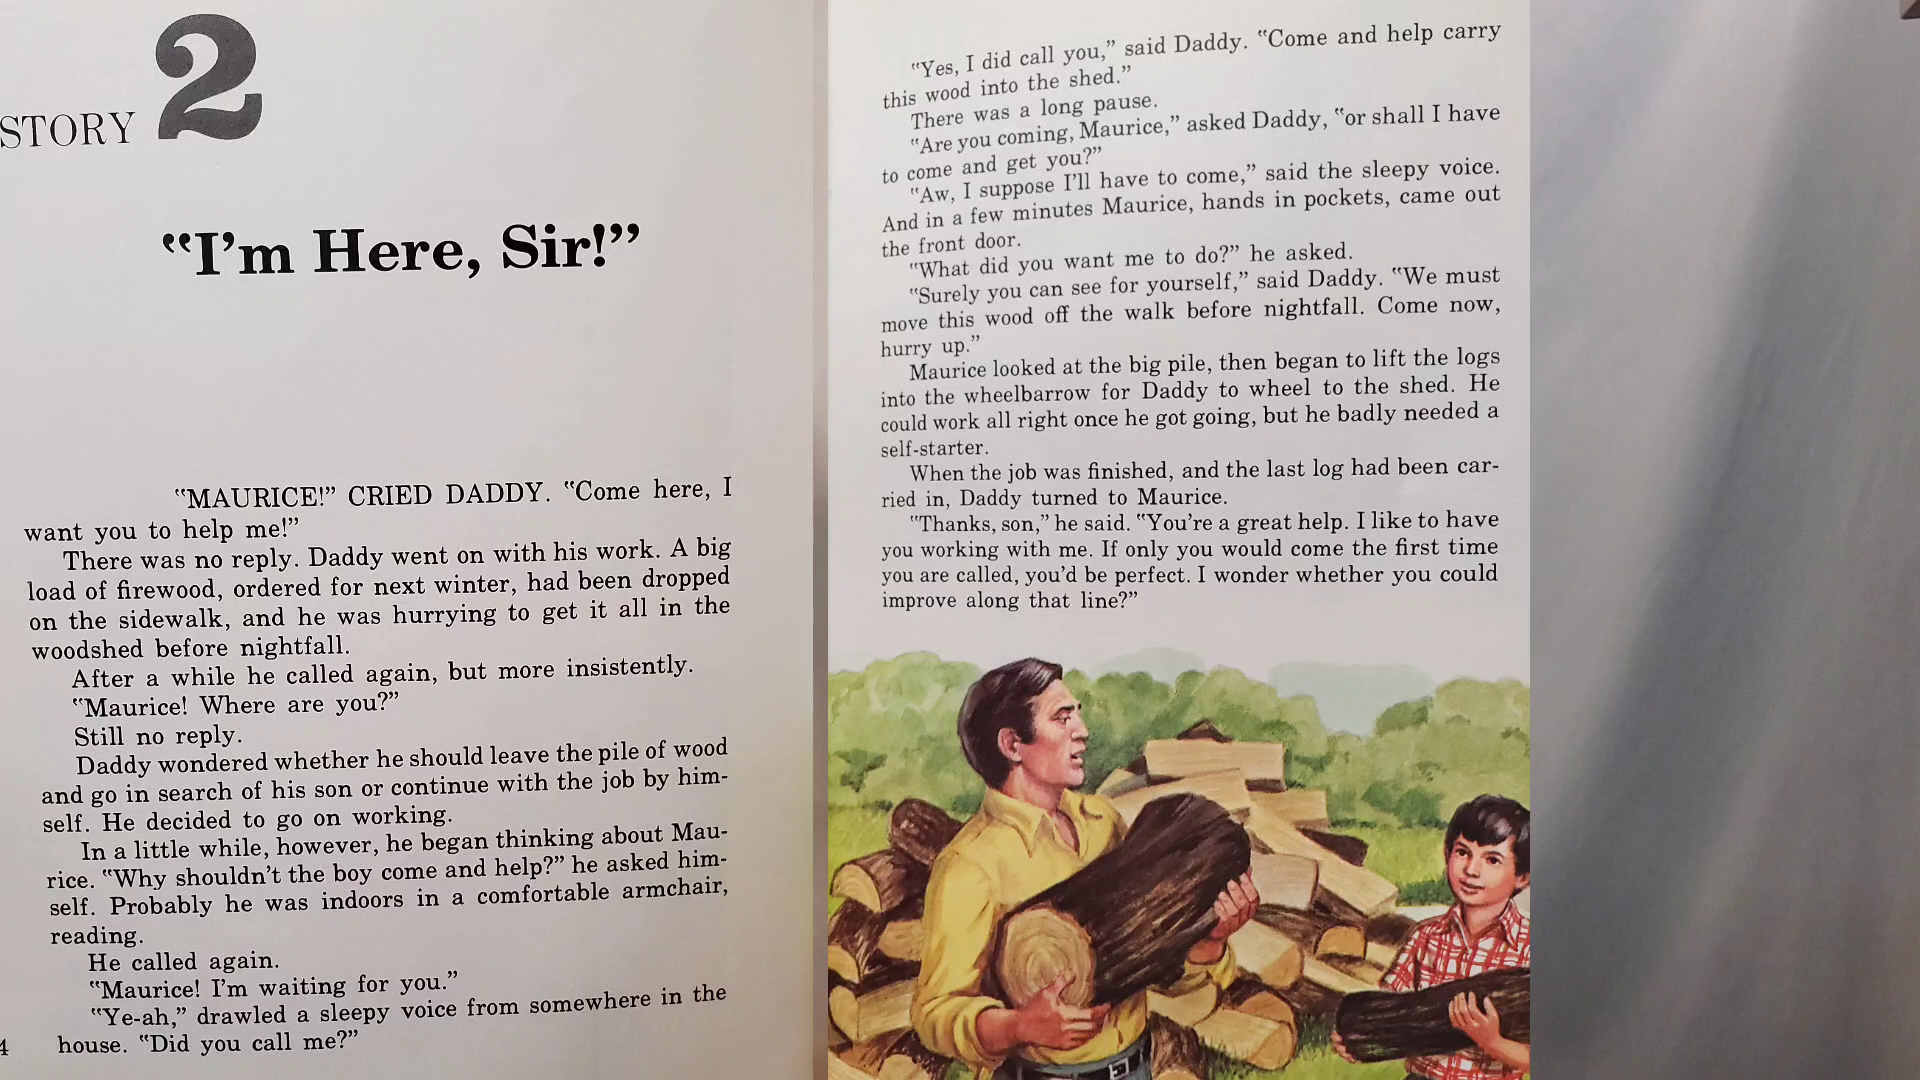 STORY 2
"I'm Here, Sir!"
"MAURICE!" CRIED DADDY. "Come here, I
want you to help me!"
There was no reply. Daddy went on with his work. A big
load of firewood, ordered for next winter, had been dropped
on the sidewalk, and he was hurrying to get it all in the
woodshed before nightfall.
After a while he called again, but more insistently.
"Maurice! Where are you?"
Still no reply.
Daddy wondered whether he should leave the pile of wood
and go in search of his son or continue with the job by him-
self. He decided to go on working.
In a little while, however, he began thinking about Mau-
rice. "Why shouldn't the boy come and help?" he asked him-
self. Probably he was indoors in a comfortable armchair,
reading.
He called again.
"Maurice! I'm waiting for you."
"Ye-ah," drawled a sleepy voice from somewhere in the
house. "Did you call me?"
4
"Yes, I did call you," said Daddy. "Come and help carry
this wood into the shed."
There was a long pause.
"Are you coming, Maurice," asked Daddy, "or shall I have
to come and get you?"
"Aw, I suppose I'll have to come," said the sleepy voice.
And in a few minutes Maurice, hands in pockets, came out
the front door.
"What did you want me to do?" he asked.
"Surely you can see for yourself," said Daddy. "We must
move this wood off the walk before nightfall. Come now,
hurry up."
Maurice looked at the big pile, then began to lift the logs
into the wheelbarrow for Daddy to wheel to the shed. He
could work all right once he got going, but he badly needed a
self-starter.
When the job was finished, and the last log had been car-
ried in, Daddy turned to Maurice.
"Thanks, son," he said. "You're a great help. I like to have
you working with me. If only you would come the first time
you are called, you'd be perfect. I wonder whether you could
improve along that line?"